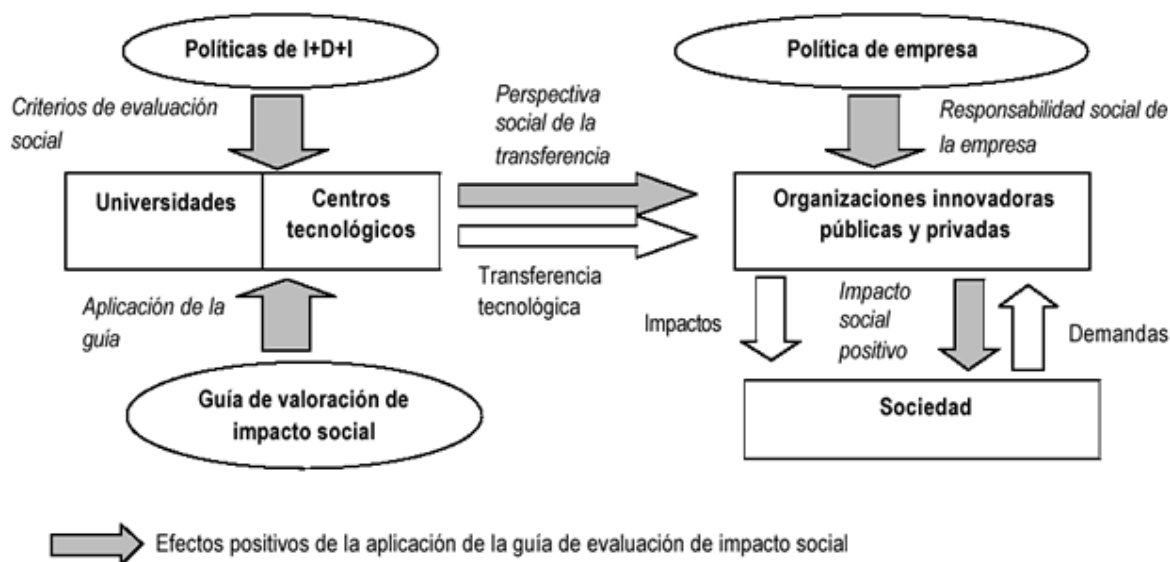 Políticas de I+D+I
Criterios de evaluación
social
Universidades
Centros
tecnológicos
Aplicación de la
guía
Guía de valoración de
impacto social
Perspectiva
social de la
transferencia
Transferencia
tecnológica
Política de empresa
Responsabilidad social de
la empresa
Organizaciones innovadoras
públicas y privadas
Impactos
Impacto
social
positivo
Demandas
Sociedad
Efectos positivos de la aplicación de la guía de evaluación de impacto social